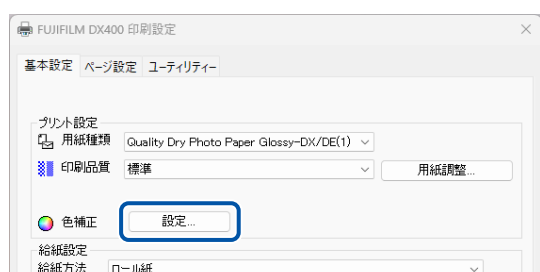 FUJIFILM DX400 印刷設定
基本設定 ページ設定 ユーティリティー
プリント設定
用紙種類 Quality Dry Photo Paper Glossy-DX/DE(1)
印刷品質 標準 用紙調整...
色補正 設定...
給紙設定
給紙方法 ロール紙